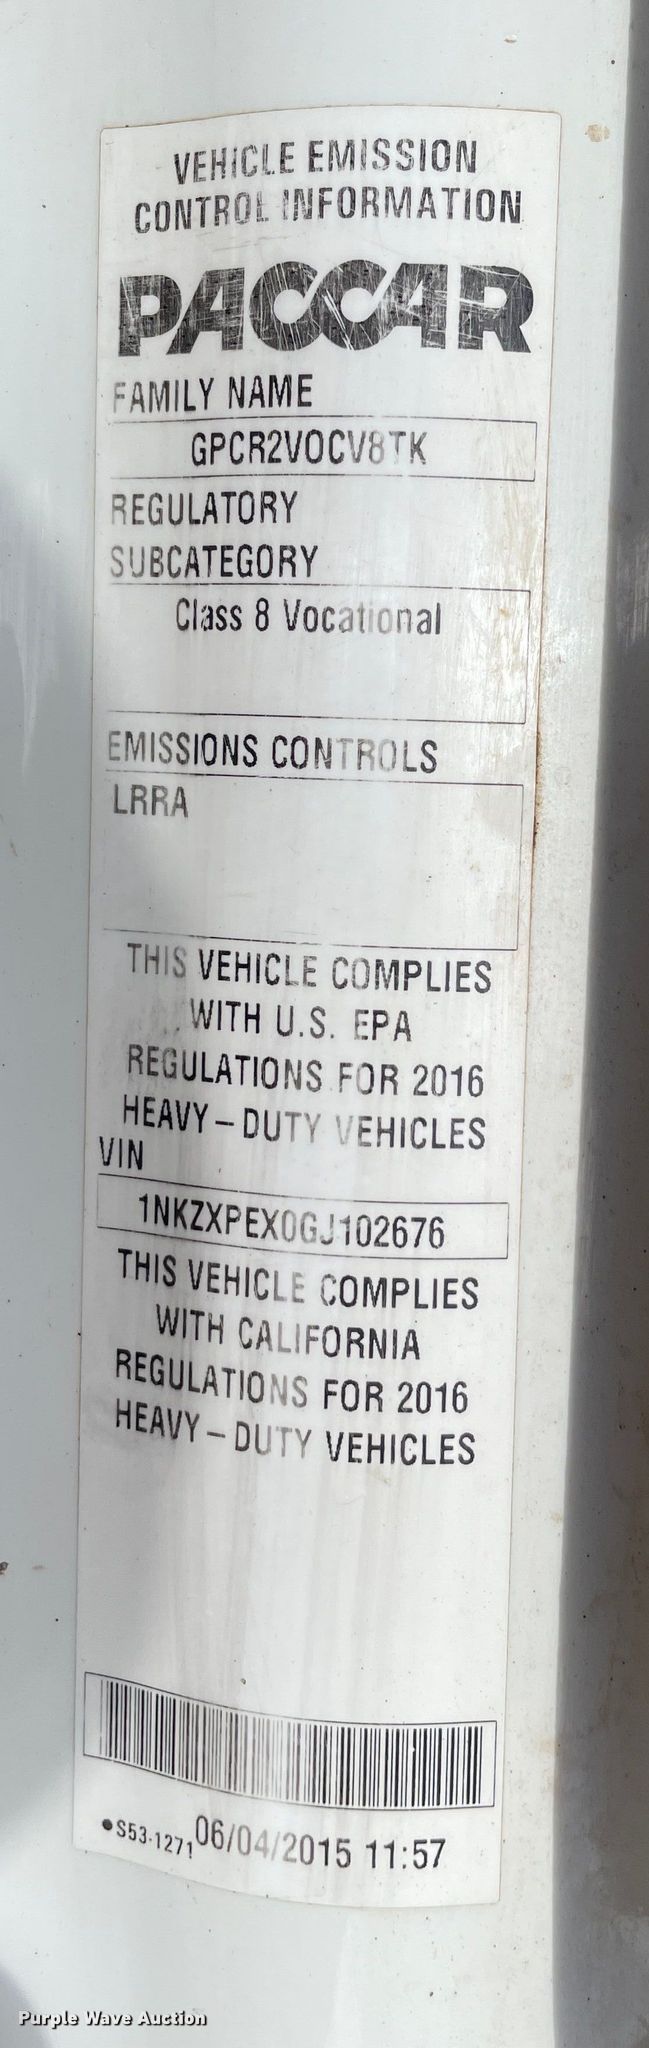 VEHICLE EMISSION
CONTROL INFORMATION
PACCAR
FAMILY NAME
GPCR2VOCV8TK
REGULATORY
SUBCATEGORY
Class 8 Vocational
EMISSIONS CONTROLS
LRRA
THIS VEHICLE COMPLIES
WITH U.S. EPA
REGULATIONS FOR 2016
HEAVY-DUTY VEHICLES
VIN
1NKZXPEX0GJ102676
THIS VEHICLE COMPLIES
WITH CALIFORNIA
REGULATIONS FOR 2016
HEAVY-DUTY VEHICLES
●S53-1271 06/04/2015 11:57
Purple Wave Auction